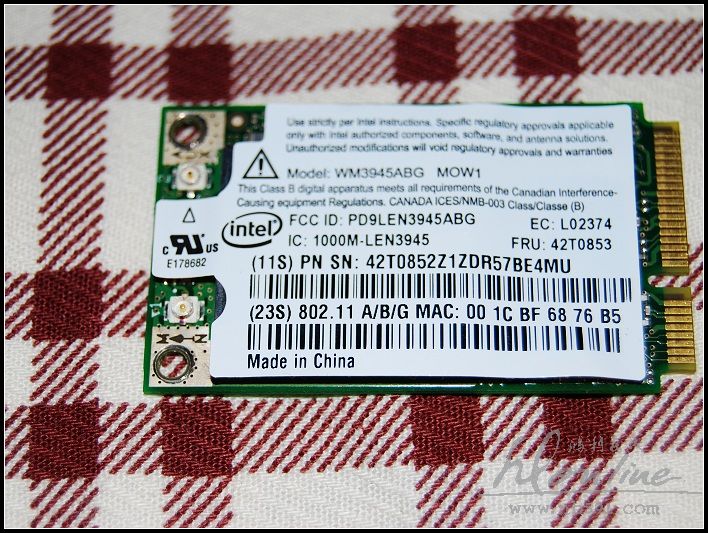 Use strictly per Intel instructions. Specific regulatory approvals applicable
only with Intel authorized components, software, and antenna solutions.
Unauthorized modifications will void regulatory approvals and warranties
Model: WM3945ABG MOW1
This Class B digital apparatus meets all requirements of the Canadian Interference-
Causing equipment Regulations. CANADA ICES/NMB-003 Class/Classe (B)
intel
FCC ID: PD9LEN3945ABG EC: L02374
IC: 1000M-LEN3945 FRU: 42T0853
c RU US
E178682
(11S) PN SN: 42T0852Z1ZDR57BE4MU
(23S) 802.11 A/B/G MAC: 00 1C BF 68 76 B5
Made in China